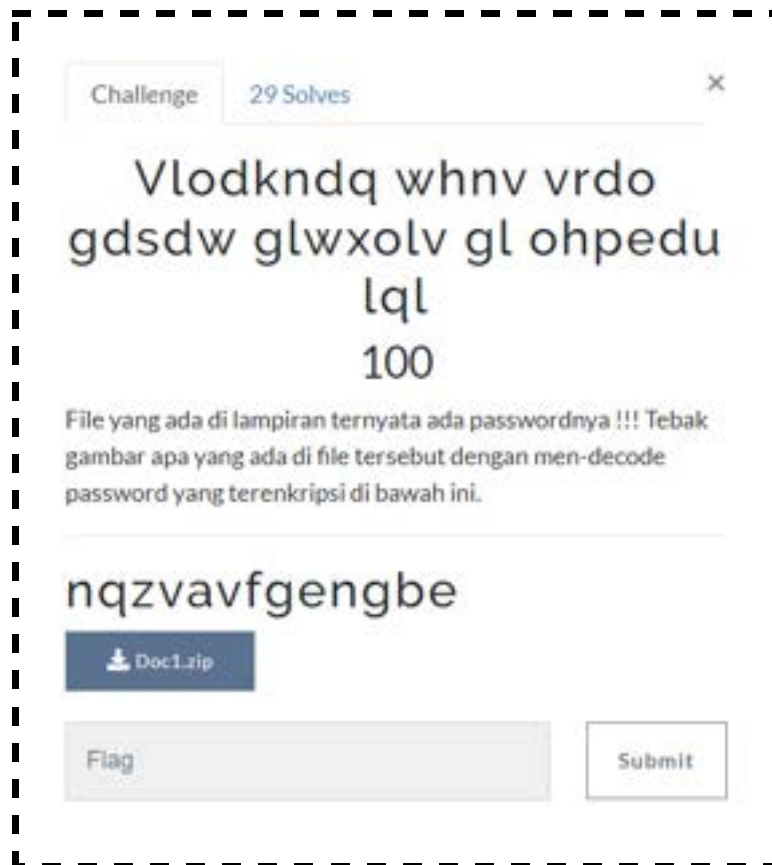 Challenge
29 Solves
×
Vlodkndq whnv vrdo
gdsdw glwxolv gl ohpedu
lql
100
File yang ada di lampiran ternyata ada passwordnya !!! Tebak
gambar apa yang ada di file tersebut dengan men-decode
password yang terenkripsi di bawah ini.
nqzvavfgengbe
Doc1.zip
Flag
Submit